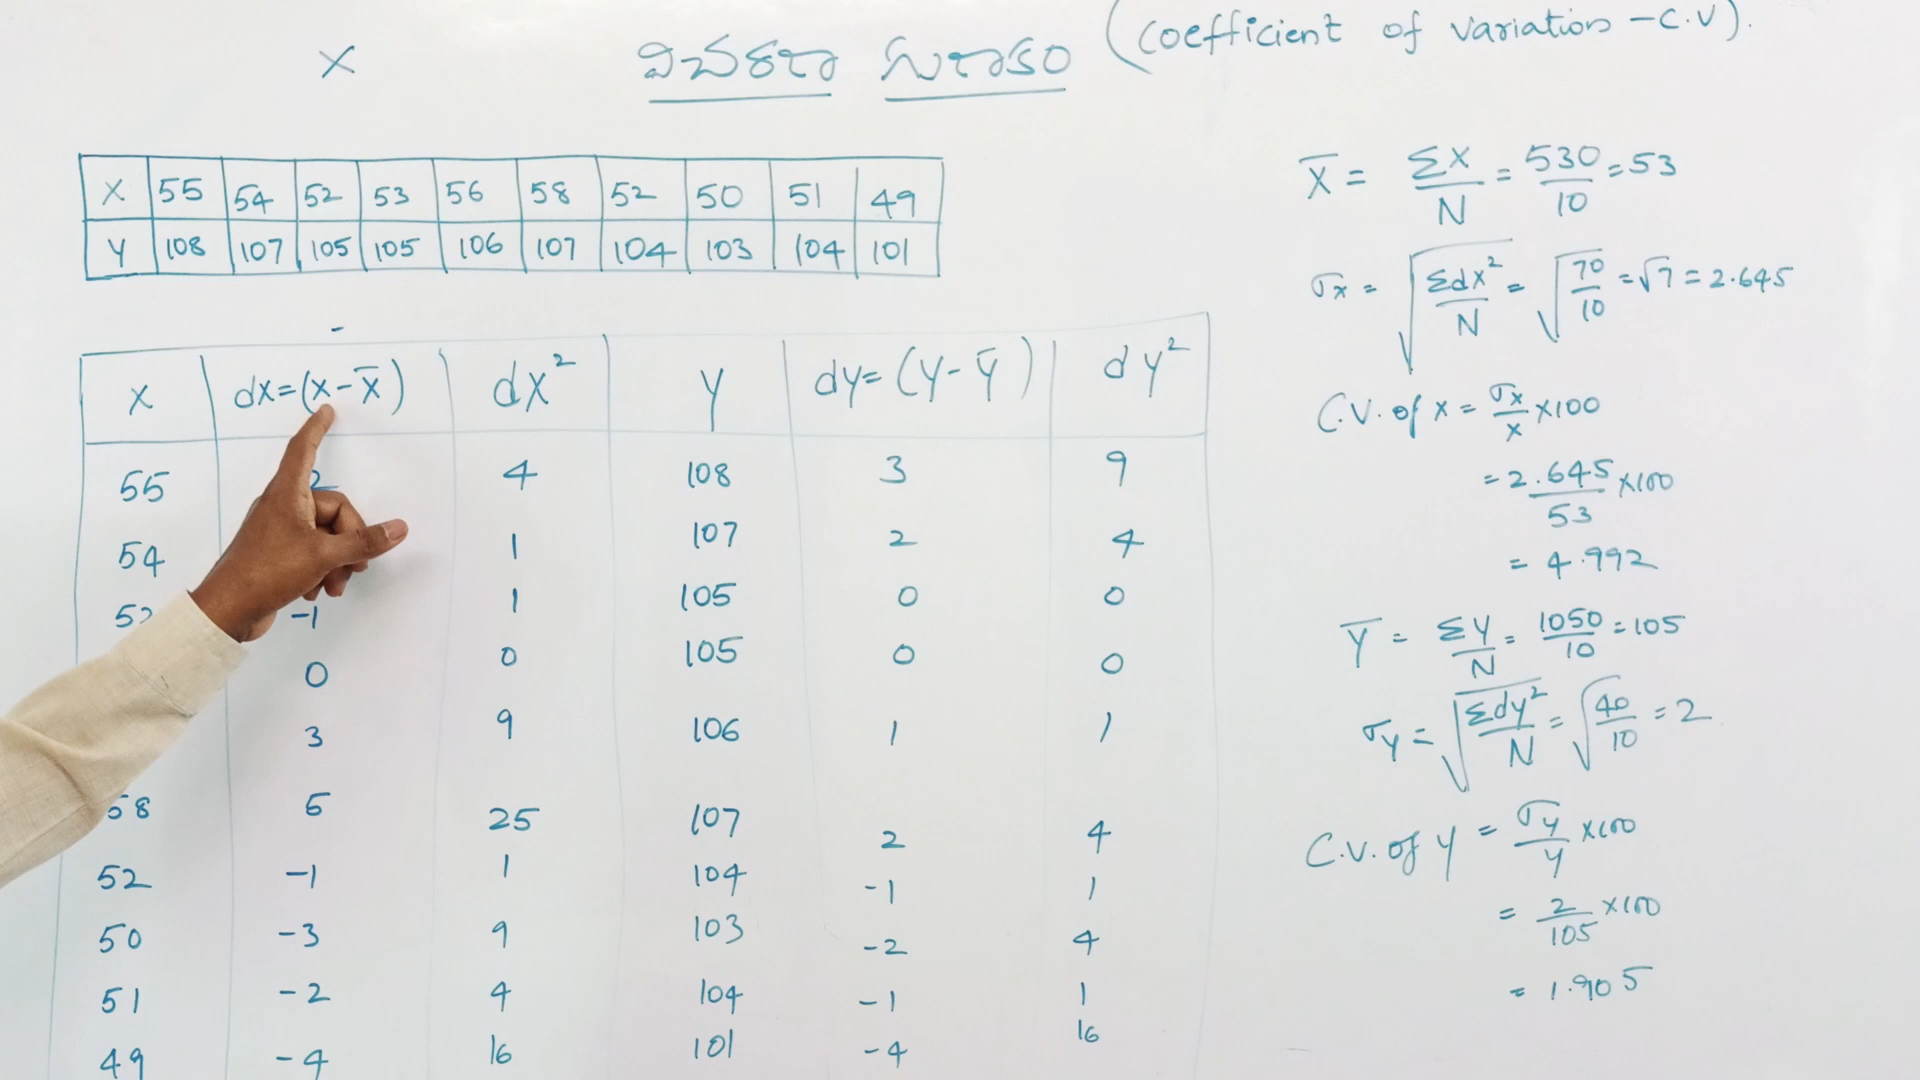 X విచరణా గుణాకం (Coefficient of variation - C.V).
X 55 54 52 53 56 58 52 50 51 49
Y 108 107 105 105 106 107 104 103 104 101
X dx=(x-x̄) dx² Y dy=(y-ȳ) dy²
55 2 4 108 3 9
54 1 107 2 4
52 -1 1 105 0 0
0 0 105 0 0
3 9 106 1 1
58 5 25 107 2 4
52 -1 1 104 -1 1
50 -3 9 103 -2 4
51 -2 4 104 -1 1
49 -4 16 101 -4 16
X̄ = ΣX/N = 530/10 = 53
σx = √(Σdx²/N) = √(70/10) = √7 = 2.645
C.V. of x = σx/x ×100
= 2.645/53 ×100
= 4.992
Ȳ = ΣY/N = 1050/10 = 105
σy = √(Σdy²/N) = √(40/10) = 2
C.V. of y = σy/y ×100
= 2/105 ×100
= 1.905